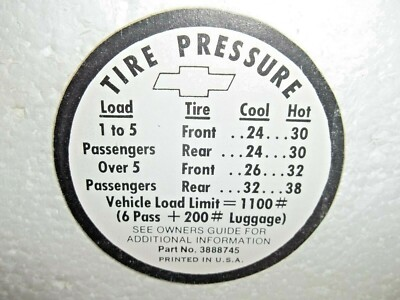 TIRE PRESSURE
Load Tire Cool Hot
1 to 5 Front ..24....30
Passengers Rear ...24....30
Over 5 Front ..26....32
Passengers Rear ...32....38
Vehicle Load Limit = 1100#
(6 Pass + 200# Luggage)
SEE OWNERS GUIDE FOR
ADDITIONAL INFORMATION
Part No. 3888745
PRINTED IN U.S.A.